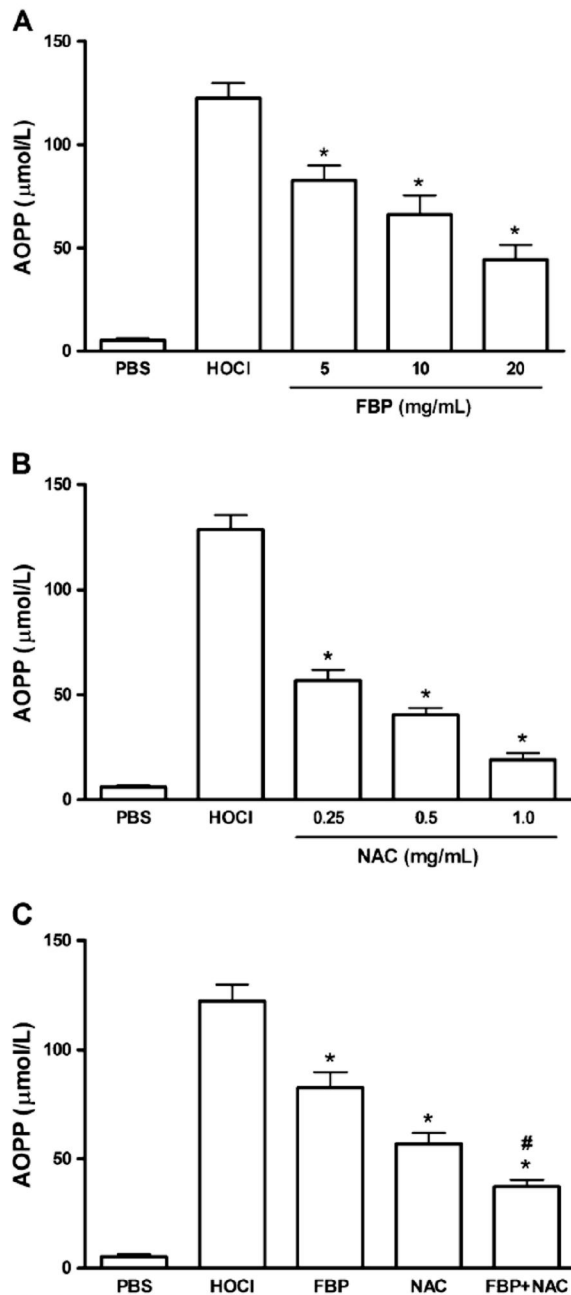 A
AOPP (μmol/L)
150
100
50
0
*
*
*
PBS HOCl 5 10 20
FBP (mg/mL)
B
AOPP (μmol/L)
150
100
50
0
*
*
*
PBS HOCl 0.25 0.5 1.0
NAC (mg/mL)
C
AOPP (μmol/L)
150
100
50
0
*
*
#
*
PBS HOCl FBP NAC FBP+NAC